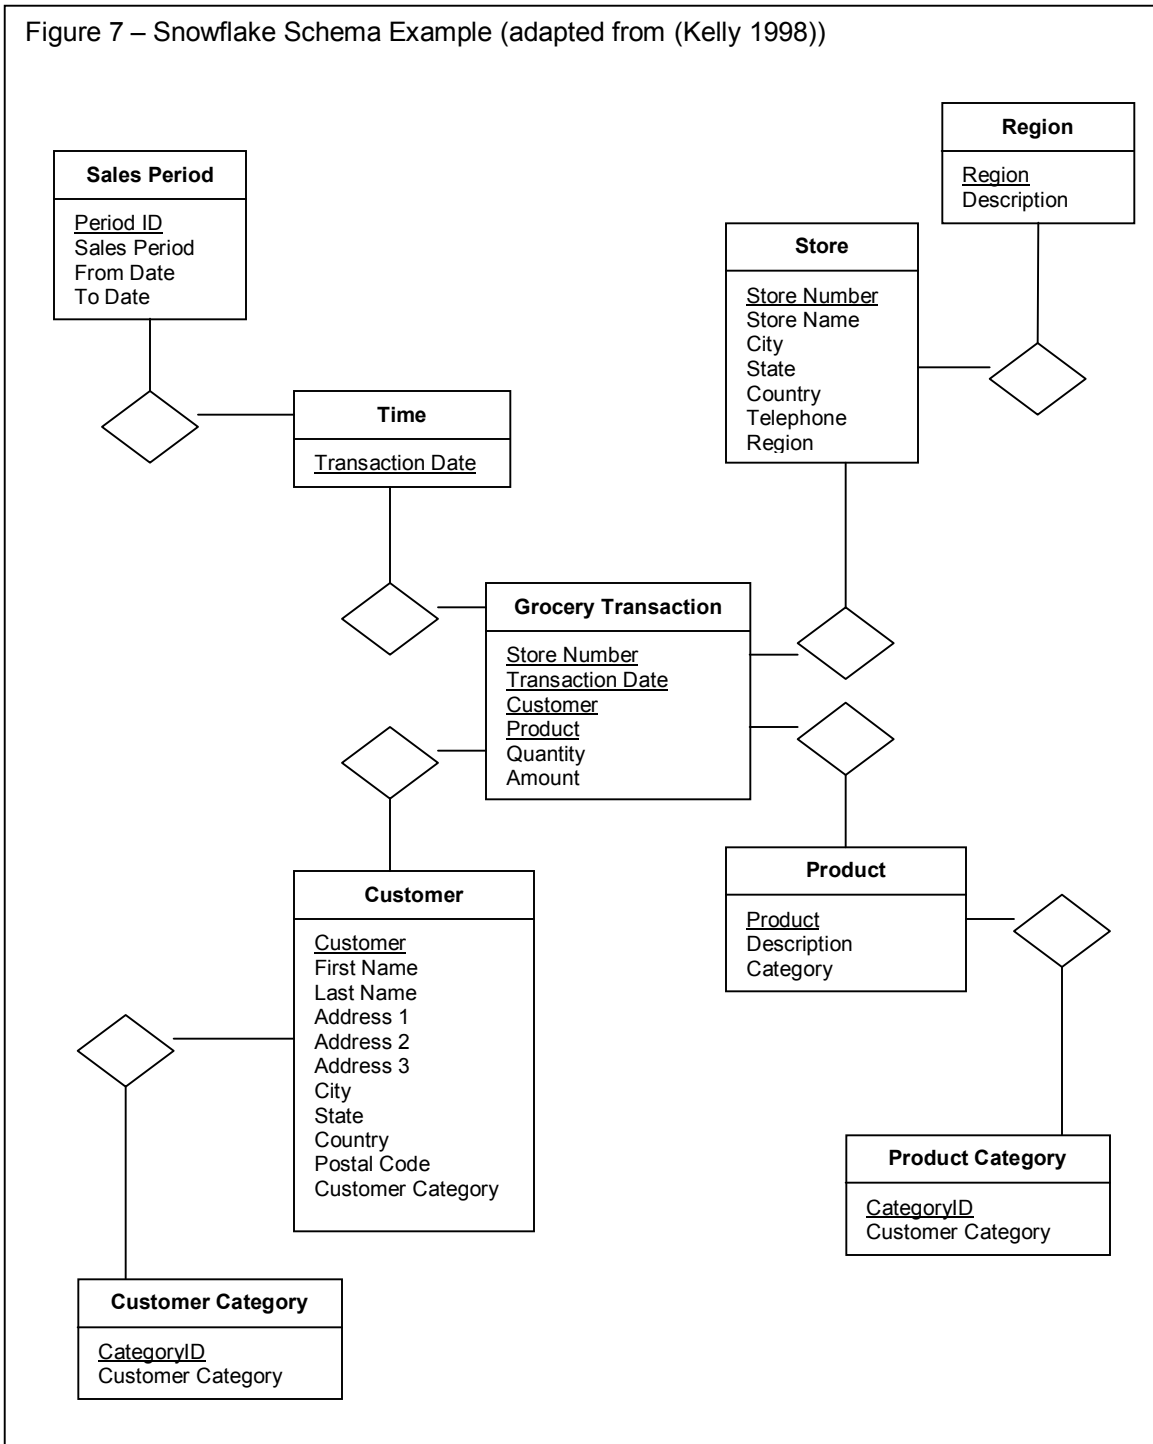 Figure 7 – Snowflake Schema Example (adapted from (Kelly 1998))
Region
Region
Description
Sales Period
Period ID
Sales Period
From Date
To Date
Store
Store Number
Store Name
City
State
Country
Telephone
Region
Time
Transaction Date
Grocery Transaction
Store Number
Transaction Date
Customer
Product
Quantity
Amount
Customer
Customer
First Name
Last Name
Address 1
Address 2
Address 3
City
State
Country
Postal Code
Customer Category
Product
Product
Description
Category
Product Category
CategoryID
Customer Category
Customer Category
CategoryID
Customer Category